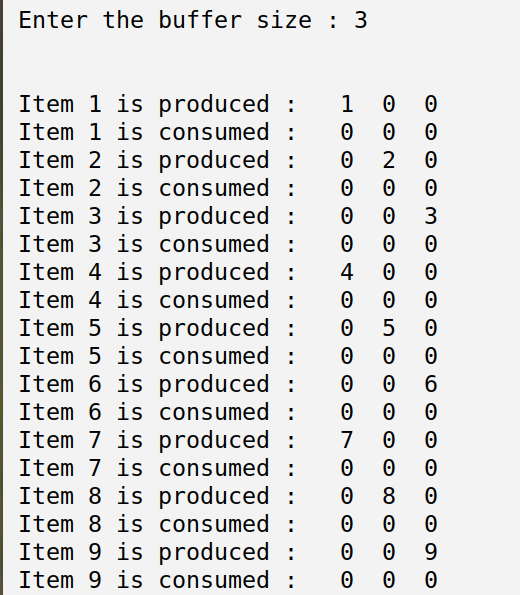 Enter the buffer size : 3
Item 1 is produced :   1  0  0
Item 1 is consumed :   0  0  0
Item 2 is produced :   0  2  0
Item 2 is consumed :   0  0  0
Item 3 is produced :   0  0  3
Item 3 is consumed :   0  0  0
Item 4 is produced :   4  0  0
Item 4 is consumed :   0  0  0
Item 5 is produced :   0  5  0
Item 5 is consumed :   0  0  0
Item 6 is produced :   0  0  6
Item 6 is consumed :   0  0  0
Item 7 is produced :   7  0  0
Item 7 is consumed :   0  0  0
Item 8 is produced :   0  8  0
Item 8 is consumed :   0  0  0
Item 9 is produced :   0  0  9
Item 9 is consumed :   0  0  0